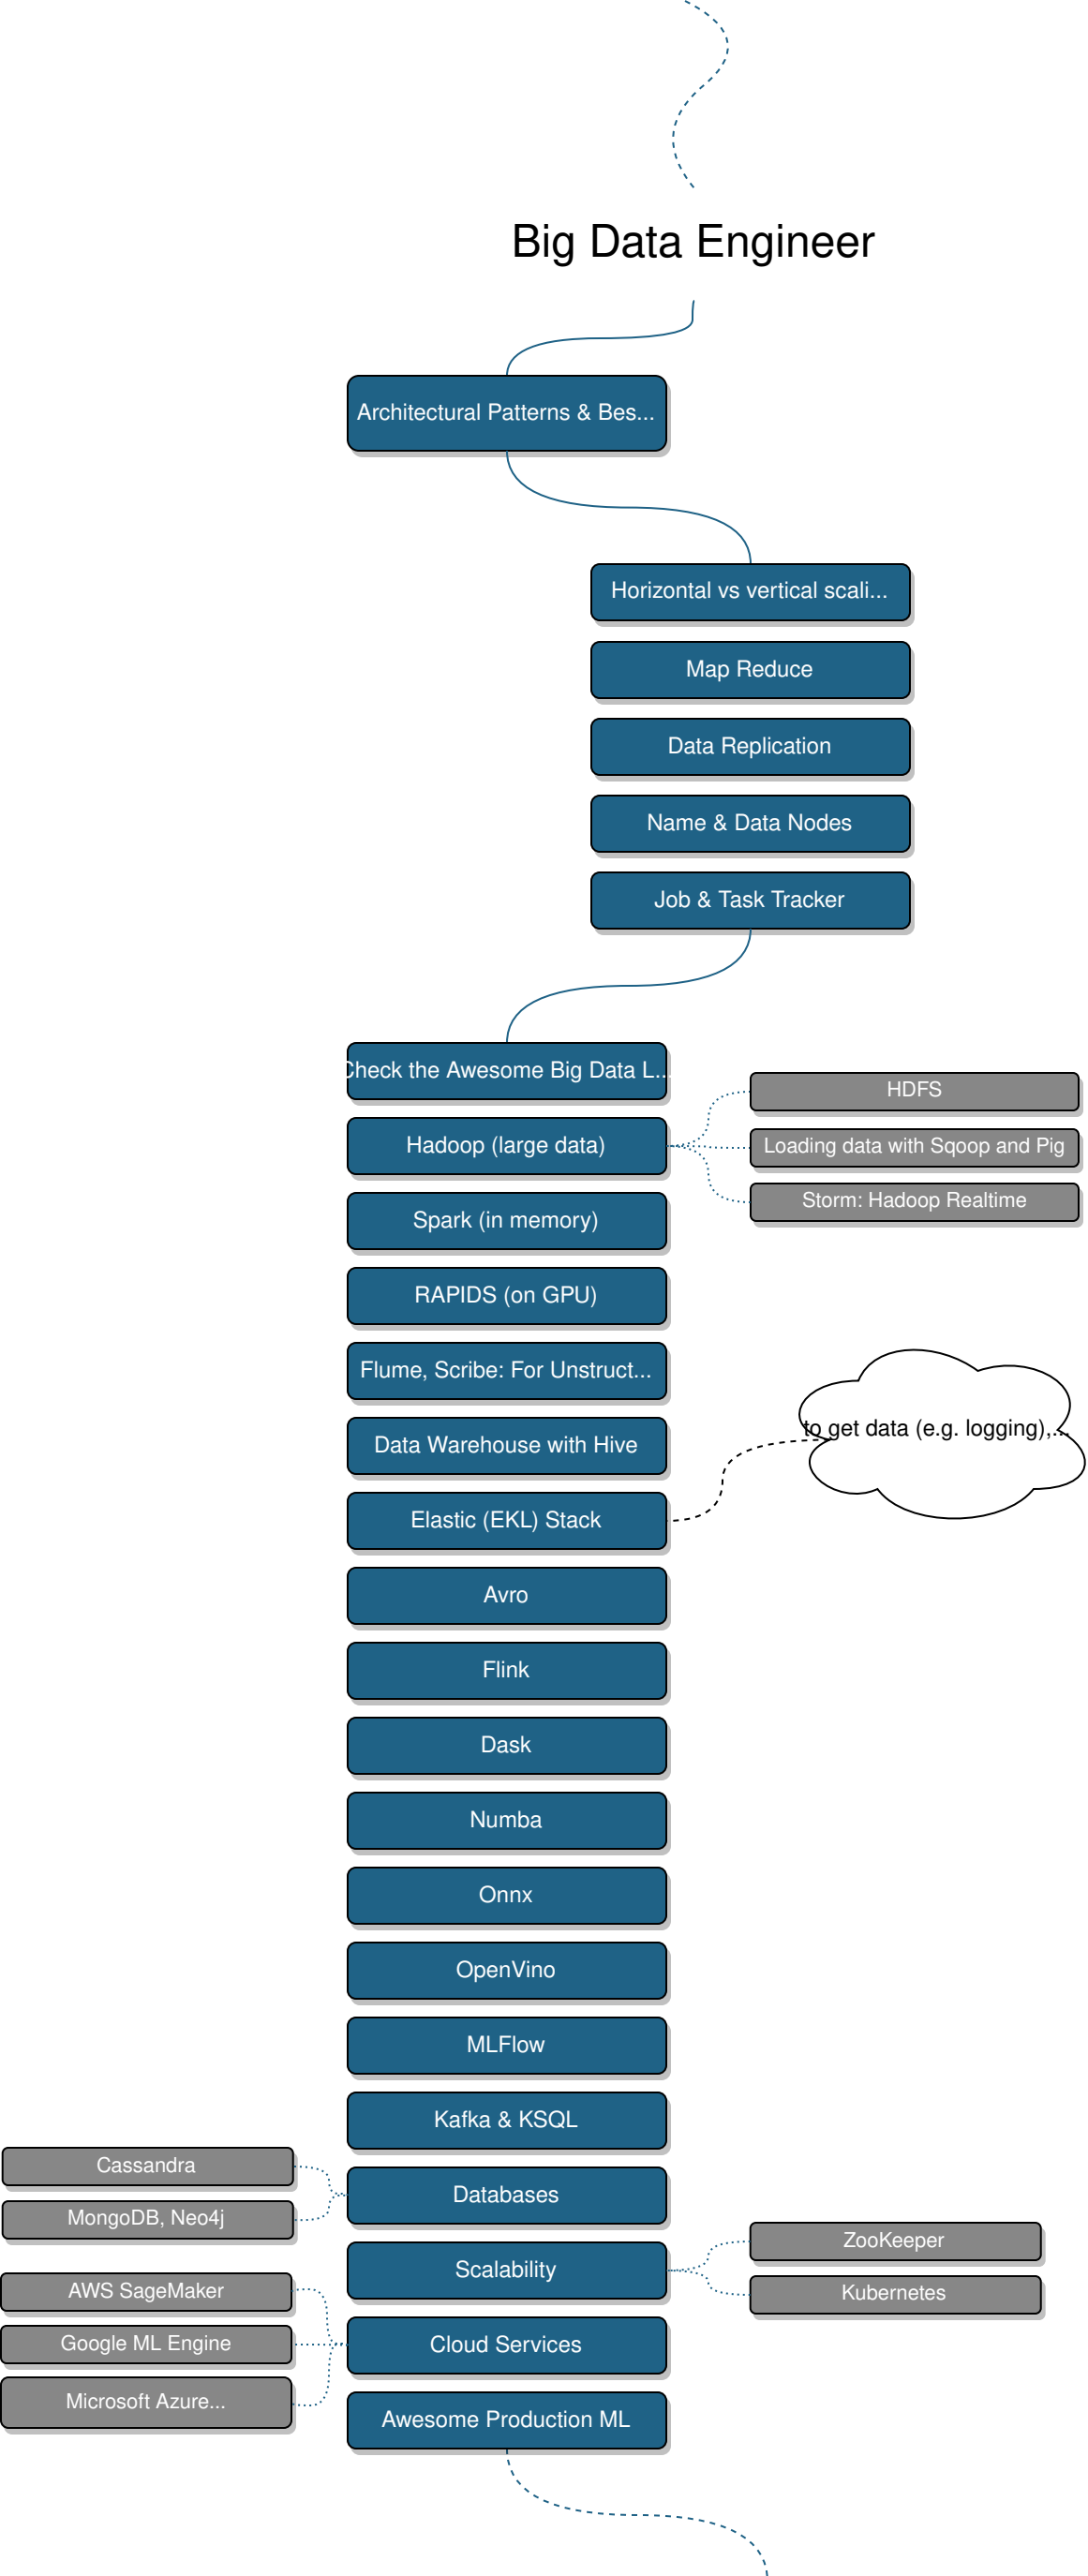 Big Data Engineer
Architectural Patterns & Bes...
Horizontal vs vertical scali...
Map Reduce
Data Replication
Name & Data Nodes
Job & Task Tracker
Check the Awesome Big Data L...
Hadoop (large data)
HDFS
Loading data with Sqoop and Pig
Storm: Hadoop Realtime
Spark (in memory)
RAPIDS (on GPU)
Flume, Scribe: For Unstruct...
Data Warehouse with Hive
to get data (e.g. logging),...
Elastic (EKL) Stack
Avro
Flink
Dask
Numba
Onnx
OpenVino
MLFlow
Kafka & KSQL
Databases
Cassandra
MongoDB, Neo4j
Scalability
ZooKeeper
Kubernetes
Cloud Services
AWS SageMaker
Google ML Engine
Microsoft Azure...
Awesome Production ML